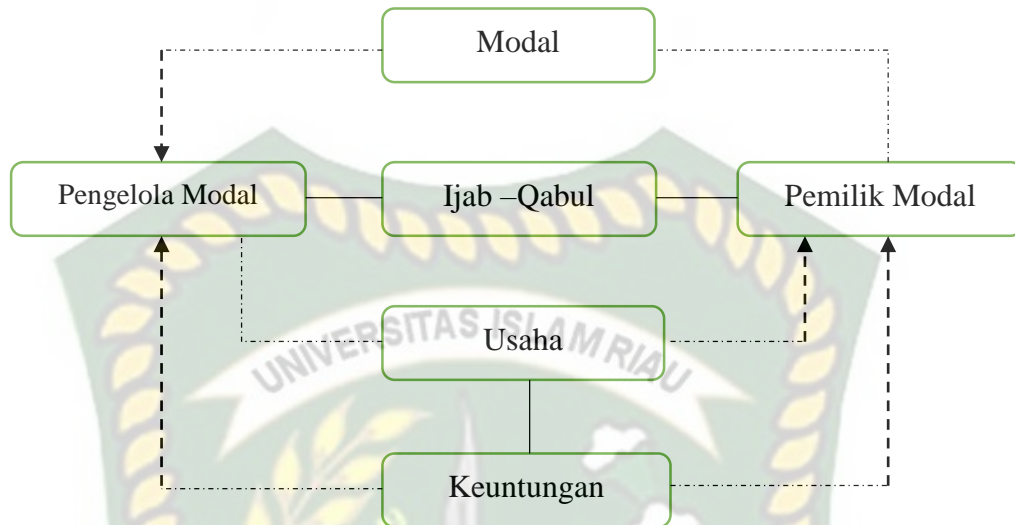 Modal
Pengelola Modal
Ijab –Qabul
Pemilik Modal
UNIVERSITAS ISLAM RIAU
Usaha
Keuntungan